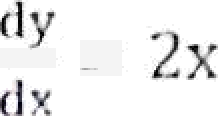 dy
dx = 2x